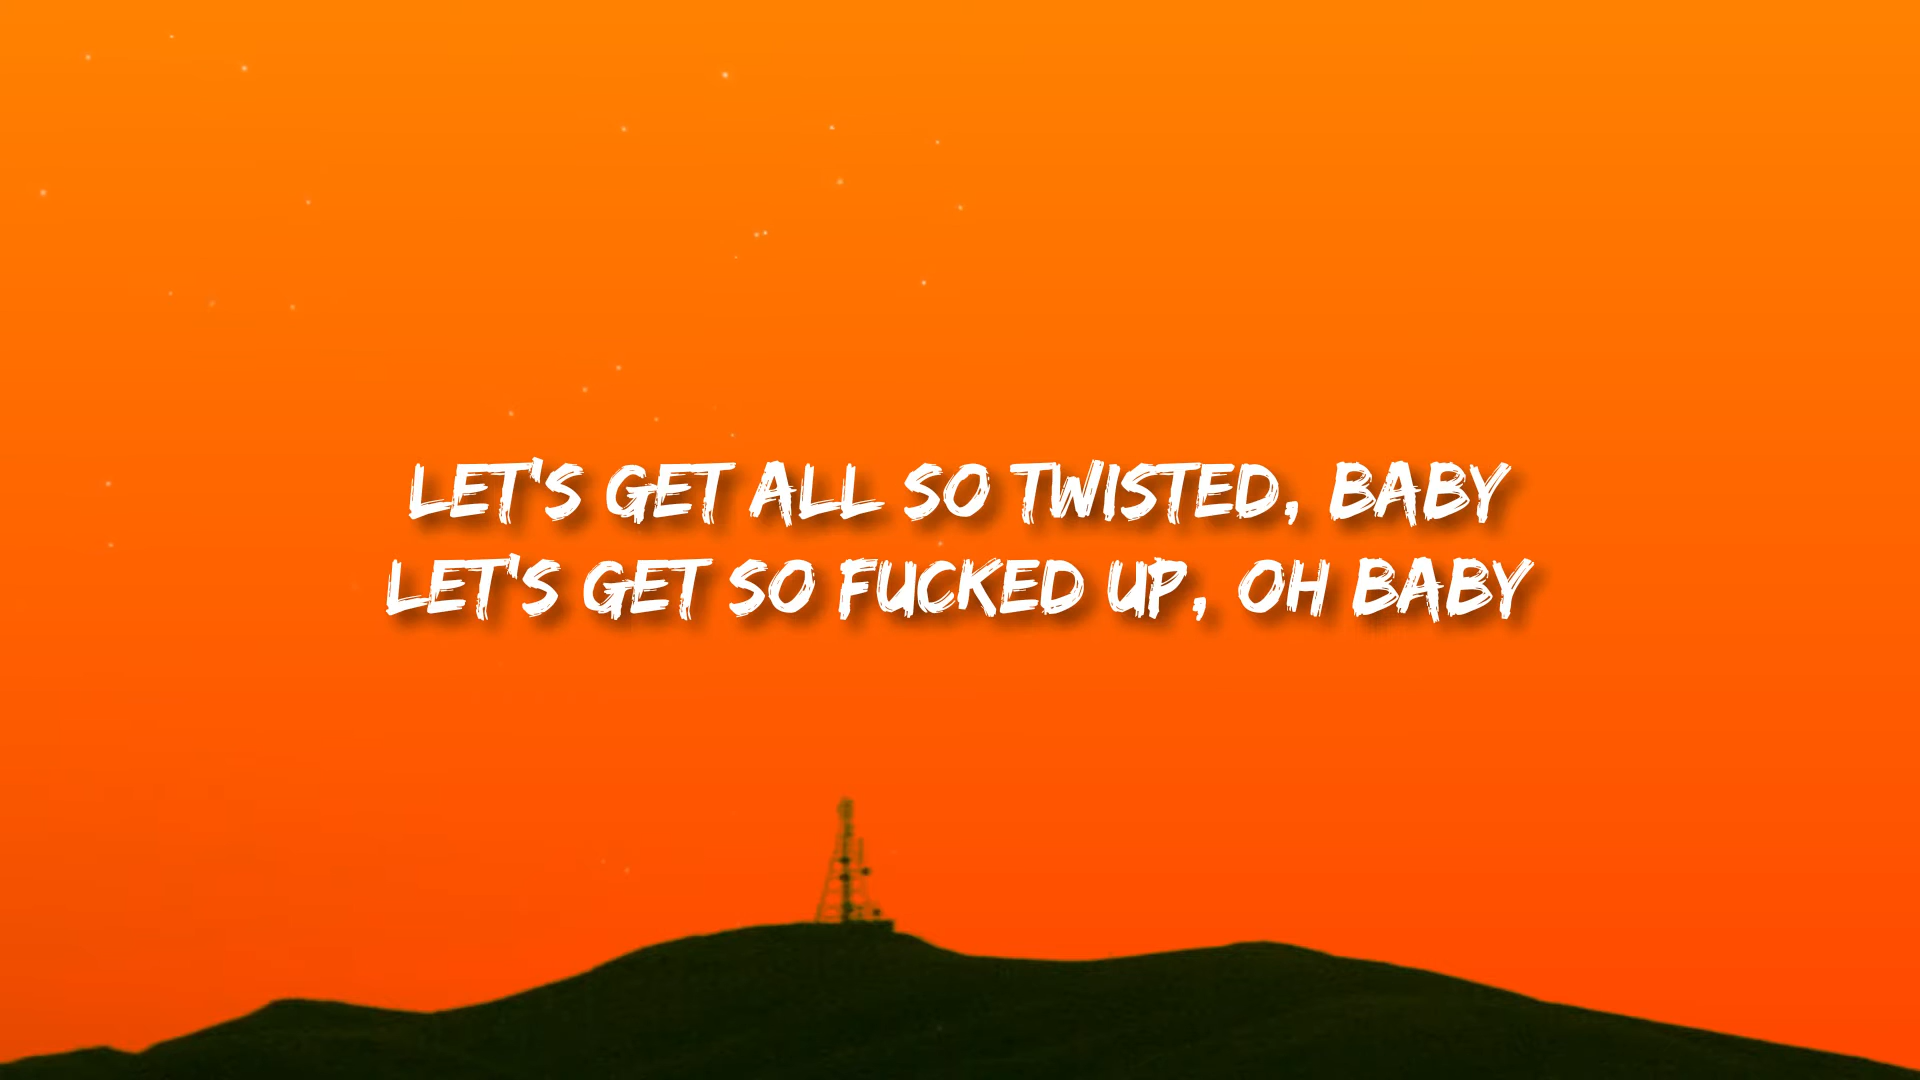 LET'S GET ALL SO TWISTED, BABY
LET'S GET SO FUCKED UP, OH BABY